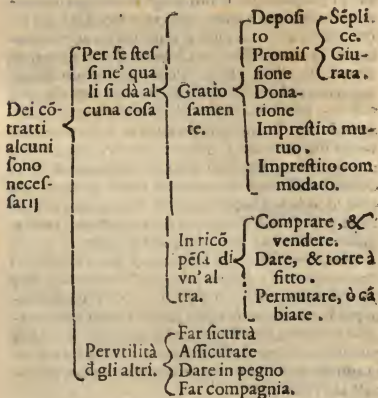 Dei cō-
tratti
alcuni
ſono
neceſ-
ſarij
Per ſe ſteſ
ſi ne' qua
li ſi dà al
cuna coſa
Gratio
ſamen
te.
Depoſi
to
Promiſ
ſione
Sēpli
ce.
Giu-
rata.
Dona-
tione
Impreſtito mu-
tuo.
Impreſtito com
modato.
In ricō
pēſa di
vn' al
tra.
Comprare, &
vendere.
Dare, & torre à
fitto.
Permutare, ò cā
biare.
Per vtilità
d gli altri.
Far ſicurtà
Aſſicurare
Dare in pegno
Far compagnia.